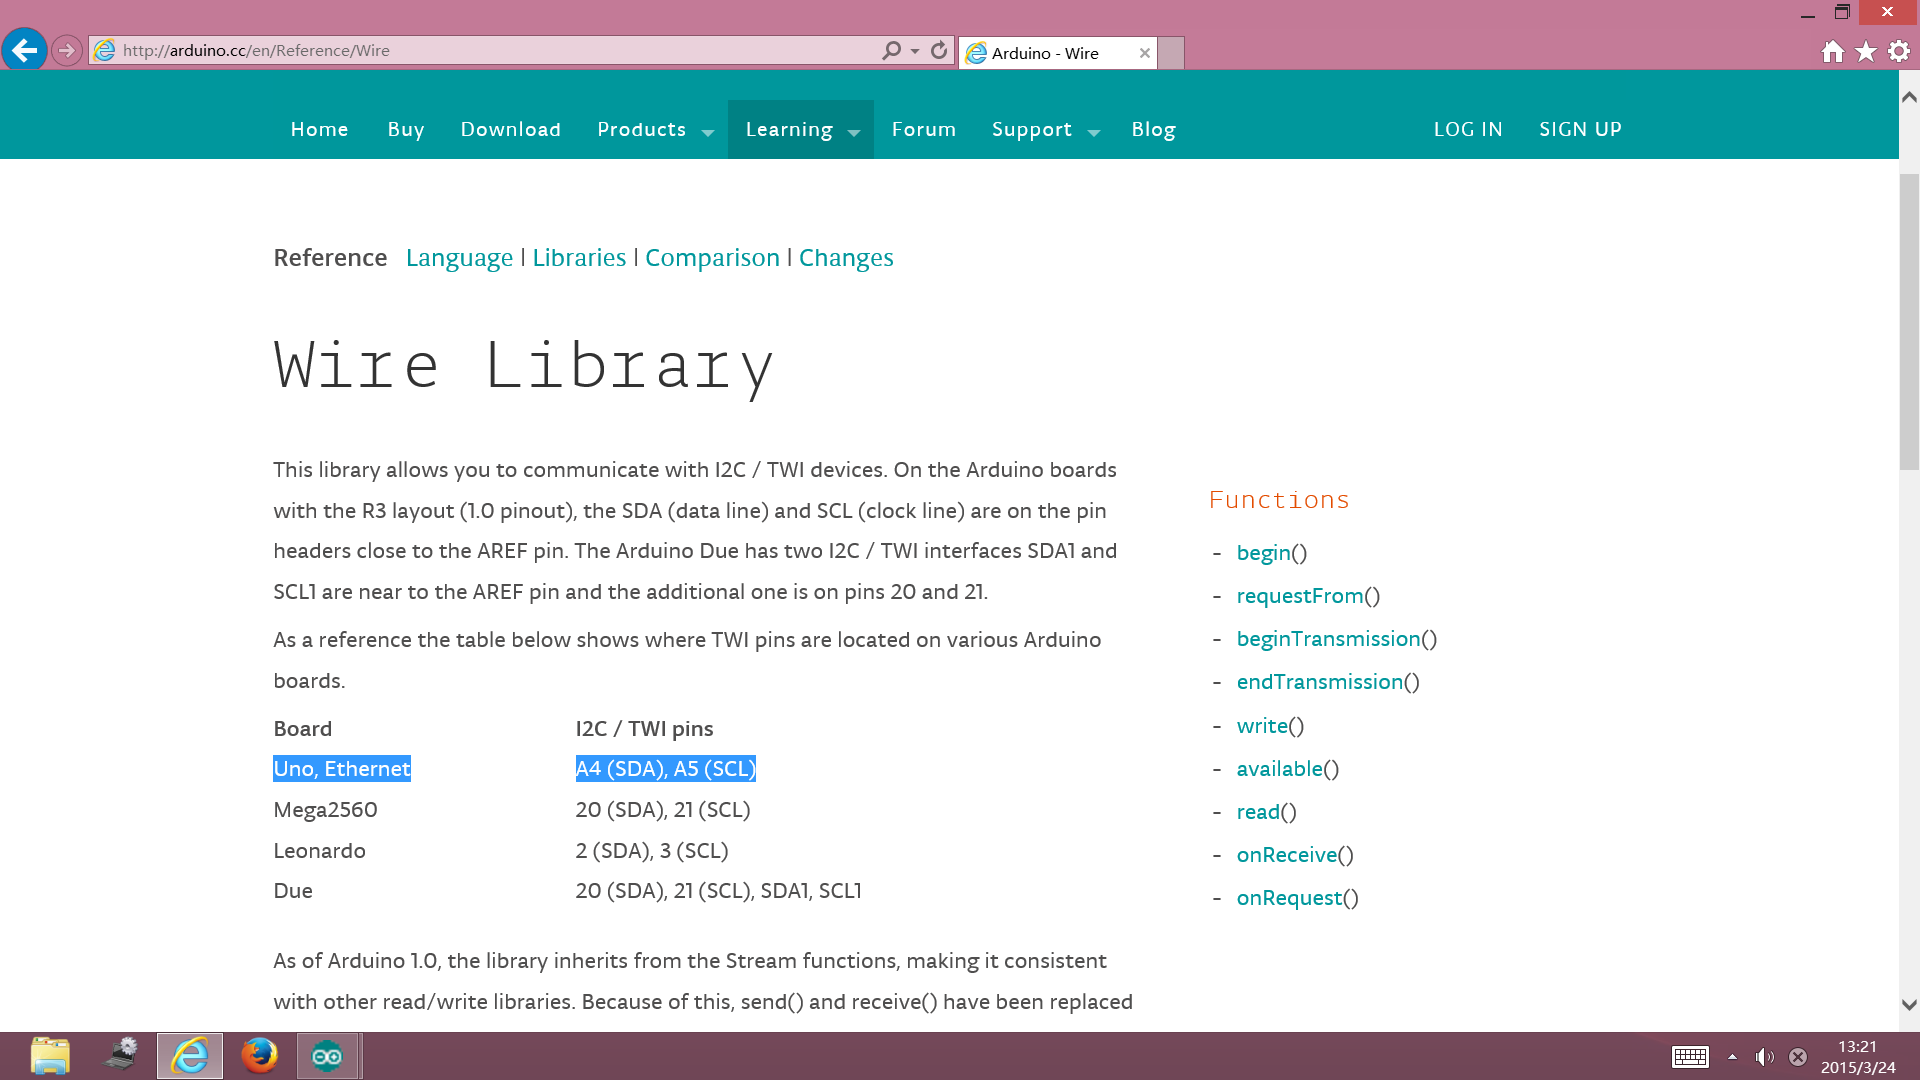 http://arduino.cc/en/Reference/Wire
Arduino - Wire
Home Buy Download Products Learning Forum Support Blog LOG IN SIGN UP
Reference Language | Libraries | Comparison | Changes
Wire Library
This library allows you to communicate with I2C / TWI devices. On the Arduino boards
with the R3 layout (1.0 pinout), the SDA (data line) and SCL (clock line) are on the pin
headers close to the AREF pin. The Arduino Due has two I2C / TWI interfaces SDA1 and
SCL1 are near to the AREF pin and the additional one is on pins 20 and 21.
As a reference the table below shows where TWI pins are located on various Arduino
boards.
Board I2C / TWI pins
Uno, Ethernet A4 (SDA), A5 (SCL)
Mega2560 20 (SDA), 21 (SCL)
Leonardo 2 (SDA), 3 (SCL)
Due 20 (SDA), 21 (SCL), SDA1, SCL1
As of Arduino 1.0, the library inherits from the Stream functions, making it consistent
with other read/write libraries. Because of this, send() and receive() have been replaced
Functions
- begin()
- requestFrom()
- beginTransmission()
- endTransmission()
- write()
- available()
- read()
- onReceive()
- onRequest()
13:21
2015/3/24